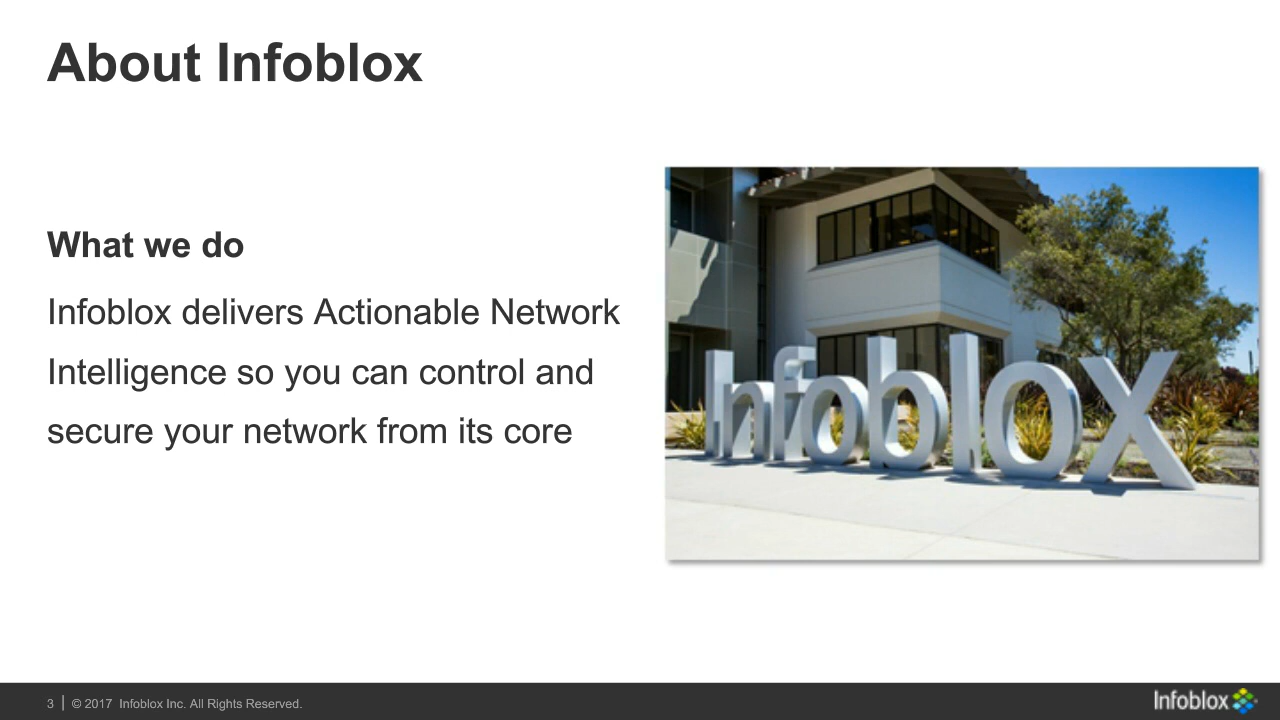 About Infoblox
What we do
Infoblox delivers Actionable Network
Intelligence so you can control and
secure your network from its core
Infoblox
3 | © 2017 Infoblox Inc. All Rights Reserved.
Infoblox